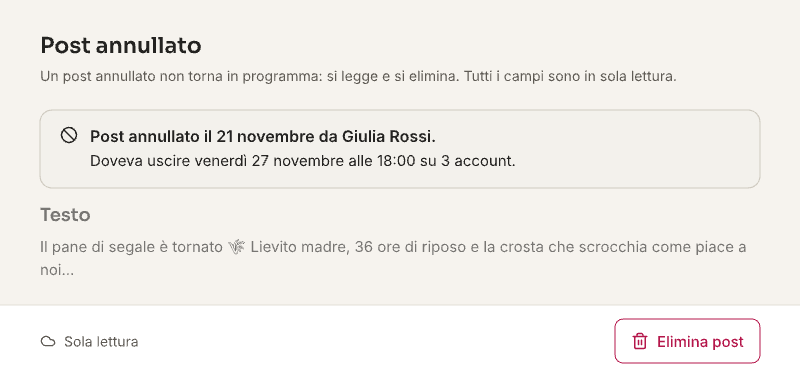 Post annullato
Un post annullato non torna in programma: si legge e si elimina. Tutti i campi sono in sola lettura.
Post annullato il 21 novembre da Giulia Rossi.
Doveva uscire venerdì 27 novembre alle 18:00 su 3 account.
Testo
Il pane di segale è tornato 🌾 Lievito madre, 36 ore di riposo e la crosta che scrocchia come piace a
noi…
Sola lettura
Elimina post